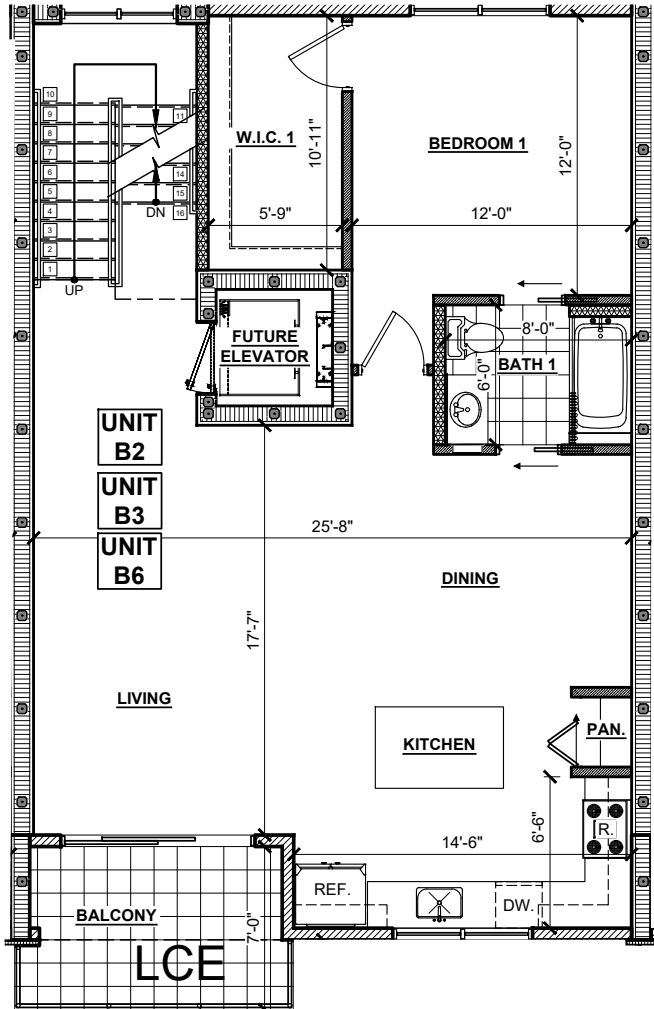 10
9
8
7
6
5
4
3
2
1
11
14
15
16
UP
DN
W.I.C. 1
10'-11"
5'-9"
BEDROOM 1
12'-0"
12'-0"
FUTURE
ELEVATOR
8'-0"
BATH 1
6'-0"
UNIT
B2
UNIT
B3
UNIT
B6
25'-8"
DINING
17'-7"
LIVING
KITCHEN
PAN.
6'-6"
R.
14'-6"
REF.
DW.
BALCONY
7'-0"
LCE